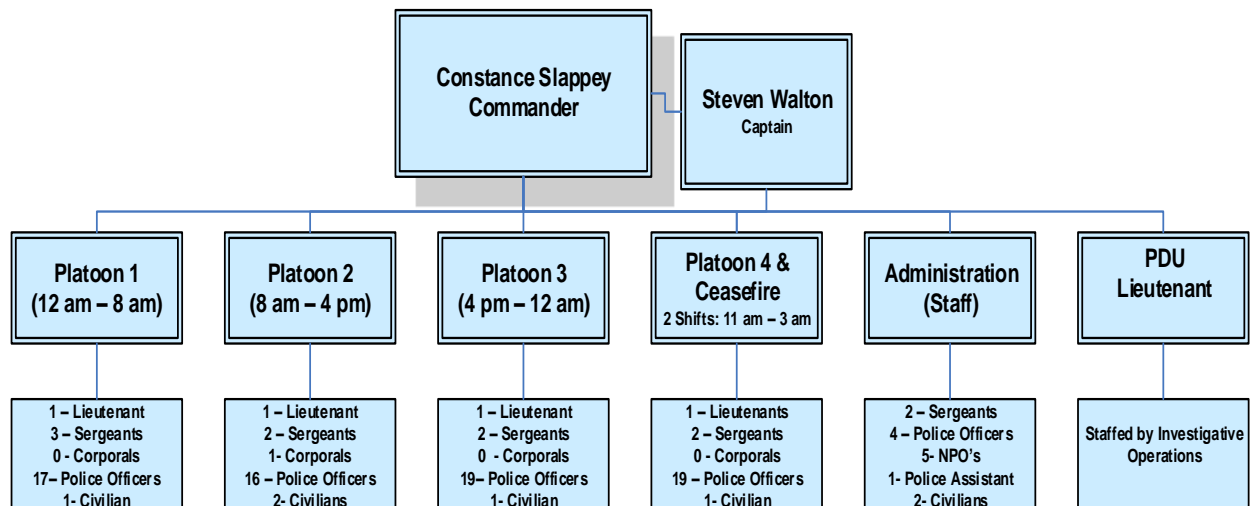 Constance Slappey
Commander
Steven Walton
Captain
Platoon 1
(12 am – 8 am)
Platoon 2
(8 am – 4 pm)
Platoon 3
(4 pm – 12 am)
Platoon 4 &
Ceasefire
2 Shifts: 11 am – 3 am
Administration
(Staff)
PDU
Lieutenant
1 – Lieutenant
3 – Sergeants
0 - Corporals
17– Police Officers
1- Civilian
1 – Lieutenant
2 – Sergeants
1- Corporals
16 – Police Officers
2- Civilians
1 – Lieutenant
2 – Sergeants
0 - Corporals
19– Police Officers
1- Civilian
1 – Lieutenants
2 – Sergeants
0 - Corporals
19 – Police Officers
1- Civilian
2 – Sergeants
4 – Police Officers
5- NPO's
1- Police Assistant
2- Civilians
Staffed by Investigative
Operations